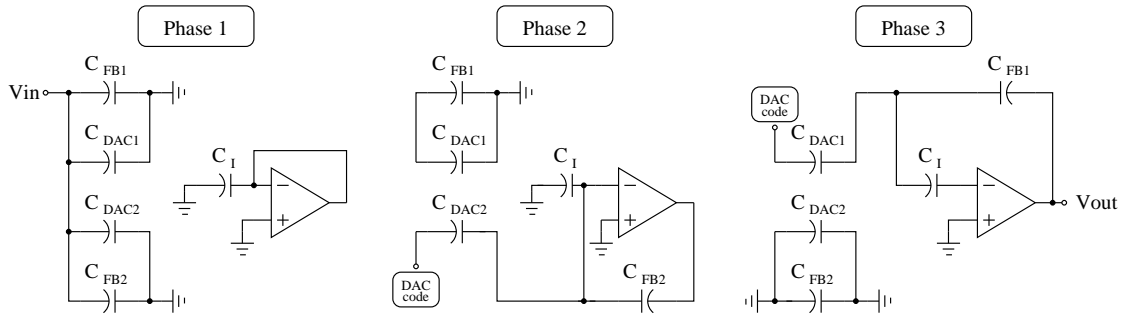 Phase 1
Phase 2
Phase 3
Vin
C FB1
C DAC1
C I
C DAC2
C FB2
C FB1
C DAC1
C I
C DAC2
DAC
code
C FB2
C FB1
DAC
code
C DAC1
C I
Vout
C DAC2
C FB2